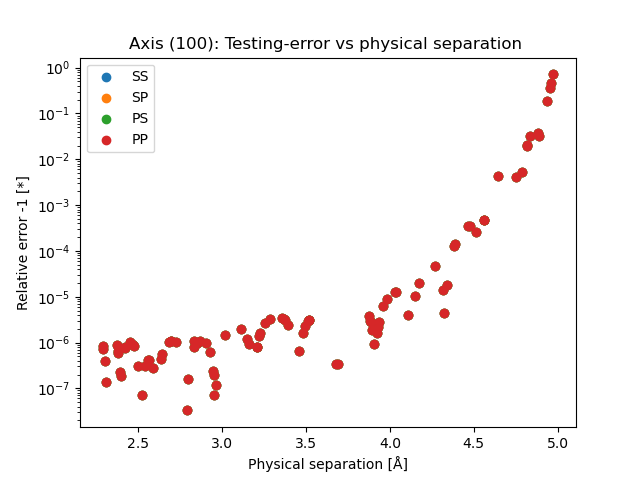 Axis (100): Testing-error vs physical separation
SS
SP
PS
PP
Relative error -1 [*]
10⁰
10⁻¹
10⁻²
10⁻³
10⁻⁴
10⁻⁵
10⁻⁶
10⁻⁷
2.5 3.0 3.5 4.0 4.5 5.0
Physical separation [Å]